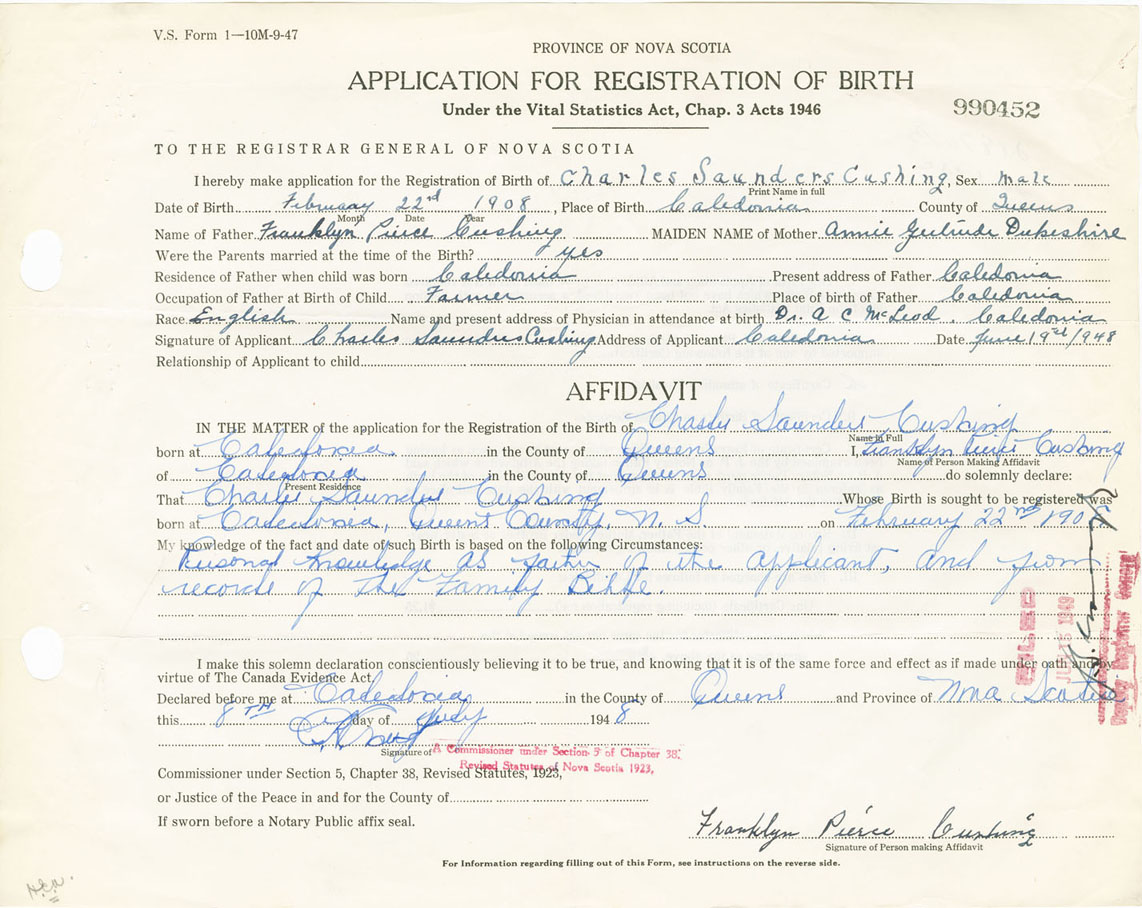 V.S. Form 1—10M-9-47
PROVINCE OF NOVA SCOTIA
APPLICATION FOR REGISTRATION OF BIRTH
Under the Vital Statistics Act, Chap. 3 Acts 1946
990452
TO THE REGISTRAR GENERAL OF NOVA SCOTIA
I hereby make application for the Registration of Birth of Charles Saunders Cushing, Sex male
Print Name in full
Date of Birth February 22nd 1908, Place of Birth Caledonia County of Queens
Month Date Year
Name of Father Franklyn Pierce Cushing MAIDEN NAME of Mother Annie Gertrude Dukeshire
Were the Parents married at the time of the Birth? yes
Residence of Father when child was born Caledonia Present address of Father Caledonia
Occupation of Father at Birth of Child Farmer Place of birth of Father Caledonia
Race English Name and present address of Physician in attendance at birth Dr. A C McLeod. Caledonia
Signature of Applicant Charles Saunders Cushing Address of Applicant Caledonia Date June 19 /1948
Relationship of Applicant to child
AFFIDAVIT
IN THE MATTER of the application for the Registration of the Birth of Charles Saunders Cushing
Name in Full
born at Caledonia in the County of Queens I, Franklyn Pierce Cushing
Name of Person Making Affidavit
of Caledonia in the County of Queens do solemnly declare:
Present Residence
That Charles Saunders Cushing Whose Birth is sought to be registered was
born at Caledonia, Queens County, N. S. on February 22nd 1908
My knowledge of the fact and date of such Birth is based on the following Circumstances:
Personal Knowledge as father of the applicant, and from
records of the Family Bible.
I make this solemn declaration conscientiously believing it to be true, and knowing that it is of the same force and effect as if made under oath and by
virtue of The Canada Evidence Act.
Declared before me at Caledonia in the County of Queens and Province of Nova Scotia
this 8TH day of July 1948
Signature of A Commissioner under Section 5 of Chapter 38,
Revised Statutes of Nova Scotia 1923,
Commissioner under Section 5, Chapter 38, Revised Statutes, 1923,
or Justice of the Peace in and for the County of
If sworn before a Notary Public affix seal.
Franklyn Pierce Cushing
Signature of Person making Affidavit
For Information regarding filling out of this Form, see instructions on the reverse side.
FILED
Deputy Registrar General